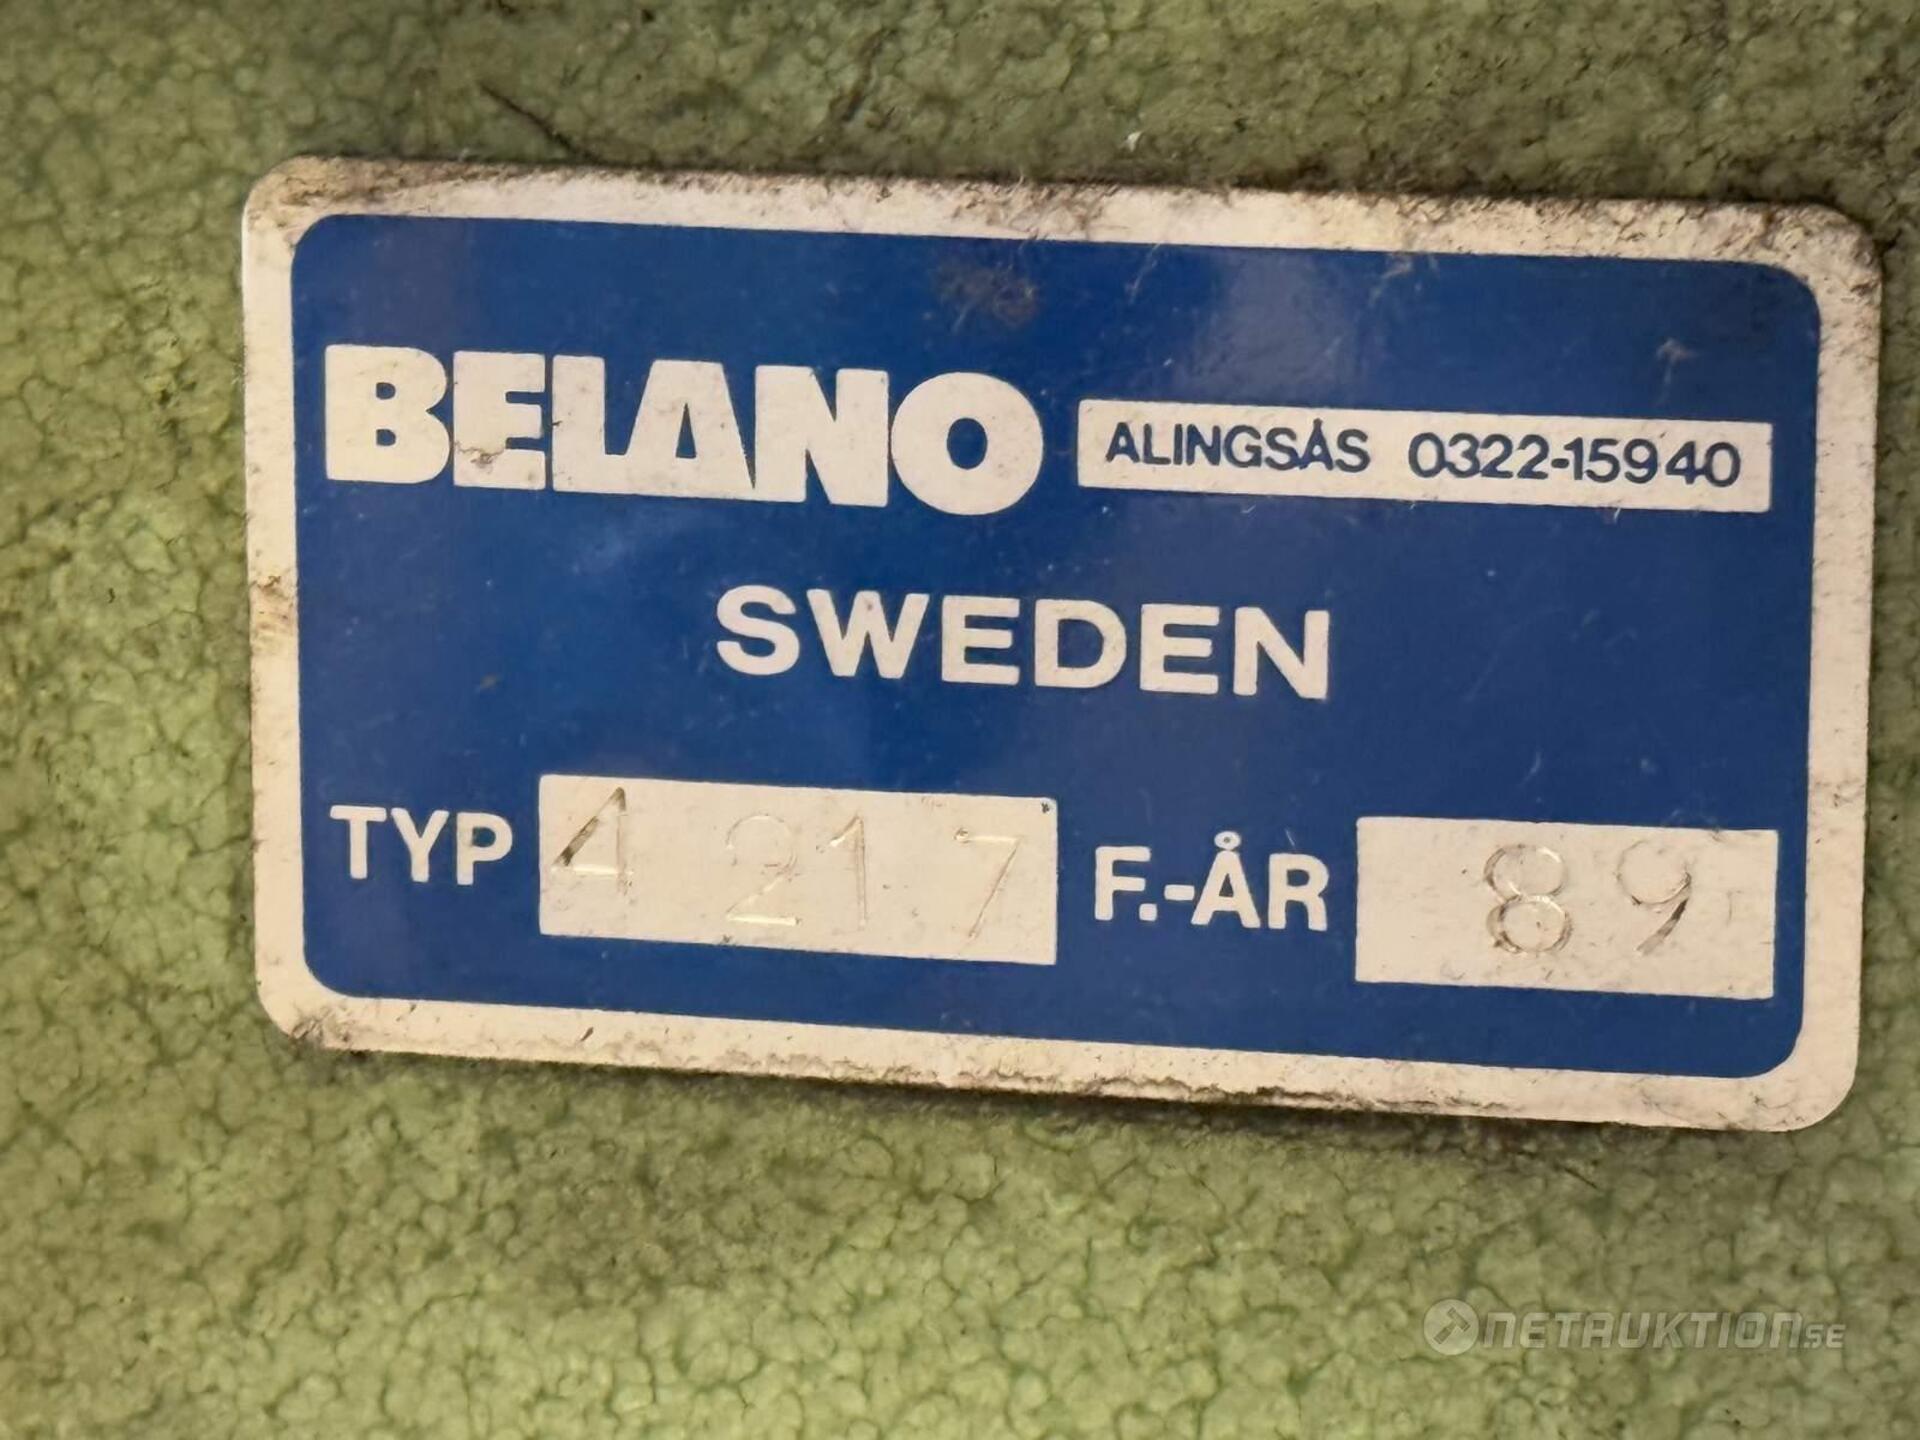 BELANO ALINGSÅS 0322-15940
SWEDEN
TYP 4 217 F.-ÅR 89
NETAUKTION.SE